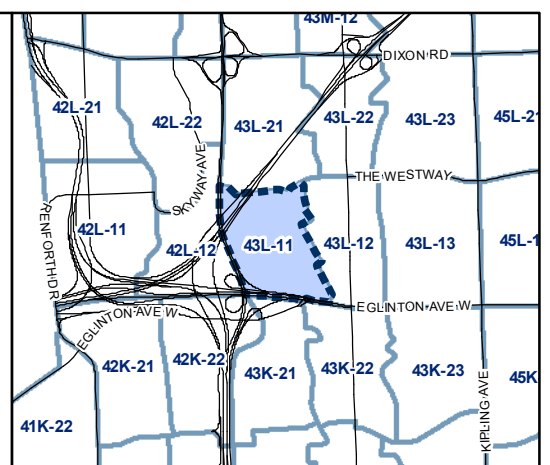 43M-12
DIXON RD
42L-21
42L-22
43L-21
43L-22
43L-23
45L-21
THE WESTWAY
SKYWAY AVE
RENFORTH DR
42L-11
42L-12
43L-11
43L-12
43L-13
45L-1
EGLINTON AVE W
EGLINTON AVE W
42K-21
42K-22
43K-21
43K-22
43K-23
45K
KIPLING AVE
41K-22